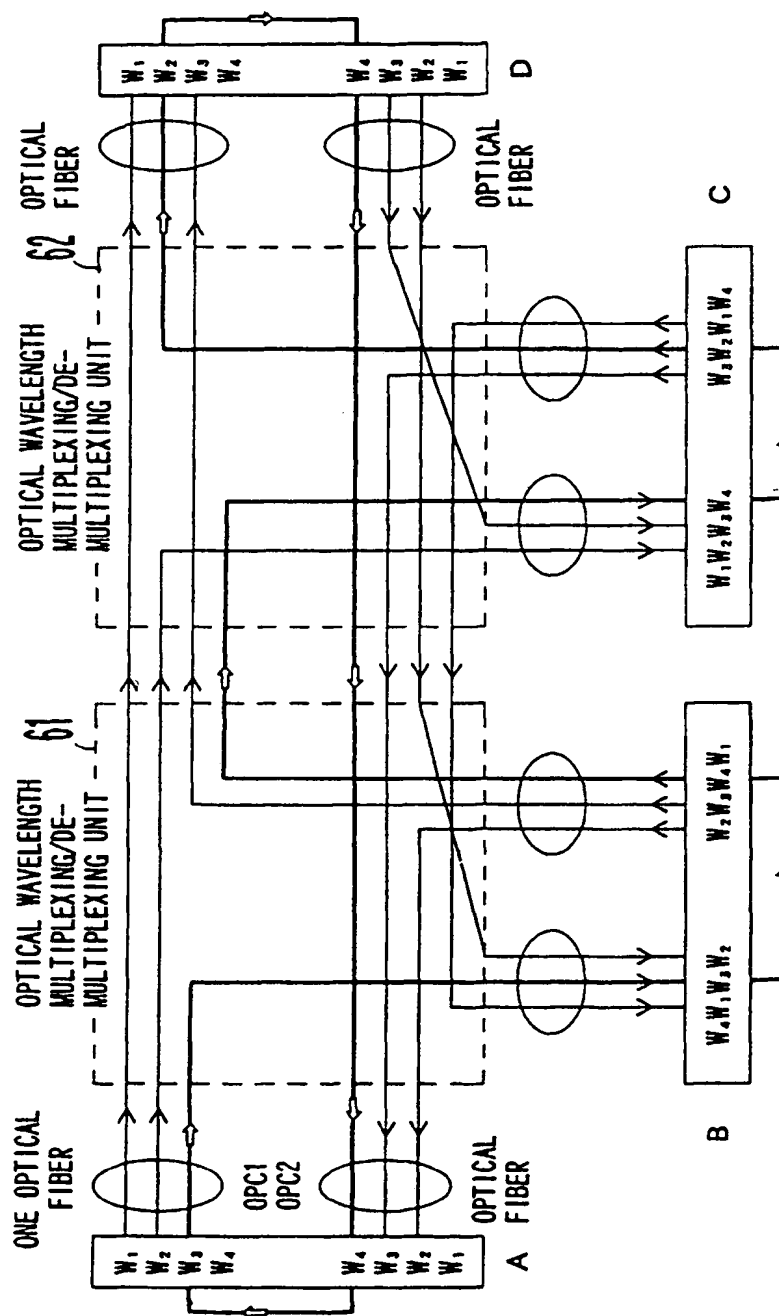 ONE OPTICAL
FIBER
OPTICAL WAVELENGTH
MULTIPLEXING/DE-
MULTIPLEXING UNIT
61
OPTICAL WAVELENGTH
MULTIPLEXING/DE-
MULTIPLEXING UNIT
62
OPTICAL
FIBER
W1
W2
W3
W4
OPC1
OPC2
W4
W3
W2
W1
A
OPTICAL
FIBER
W1
W2
W3
W4
W4
W3
W2
W1
D
OPTICAL
FIBER
W4W1W3W2
W2W3W4W1
B
W1W2W3W4
W3W2W1W4
C